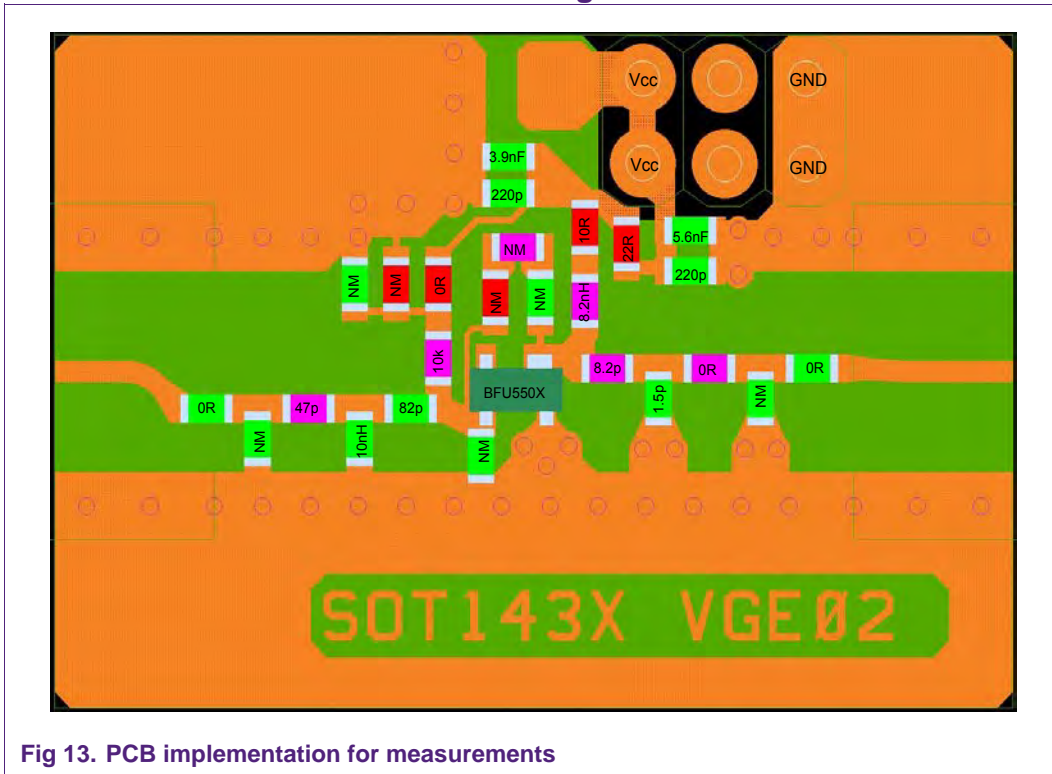 Vcc
GND
3.9nF
Vcc
GND
220p
10R
22R
5.6nF
NM
220p
NM
NM
0R
NM
NM
8.2nH
10k
8.2p
0R
0R
BFU550X
1.5p
NM
0R
47p
82p
NM
10nH
NM
SOT143X VGEØ2
Fig 13. PCB implementation for measurements